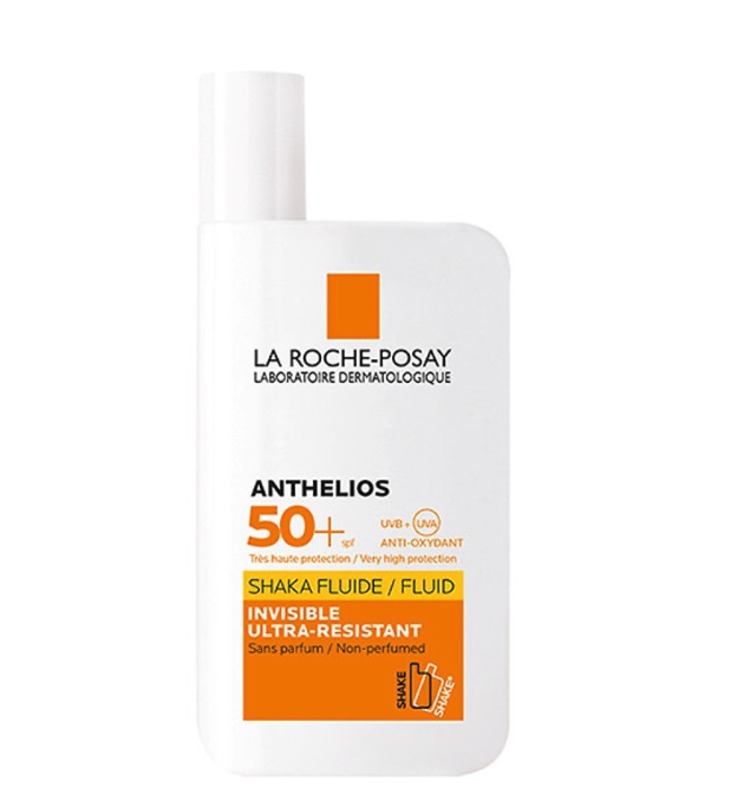 LA ROCHE-POSAY
LABORATOIRE DERMATOLOGIQUE
ANTHELIOS
50+ spf
UVB + UVA
ANTI-OXYDANT
Très haute protection / Very high protection
SHAKA FLUIDE / FLUID
INVISIBLE
ULTRA-RESISTANT
Sans parfum / Non-perfumed
SHAKE
SHAKE*